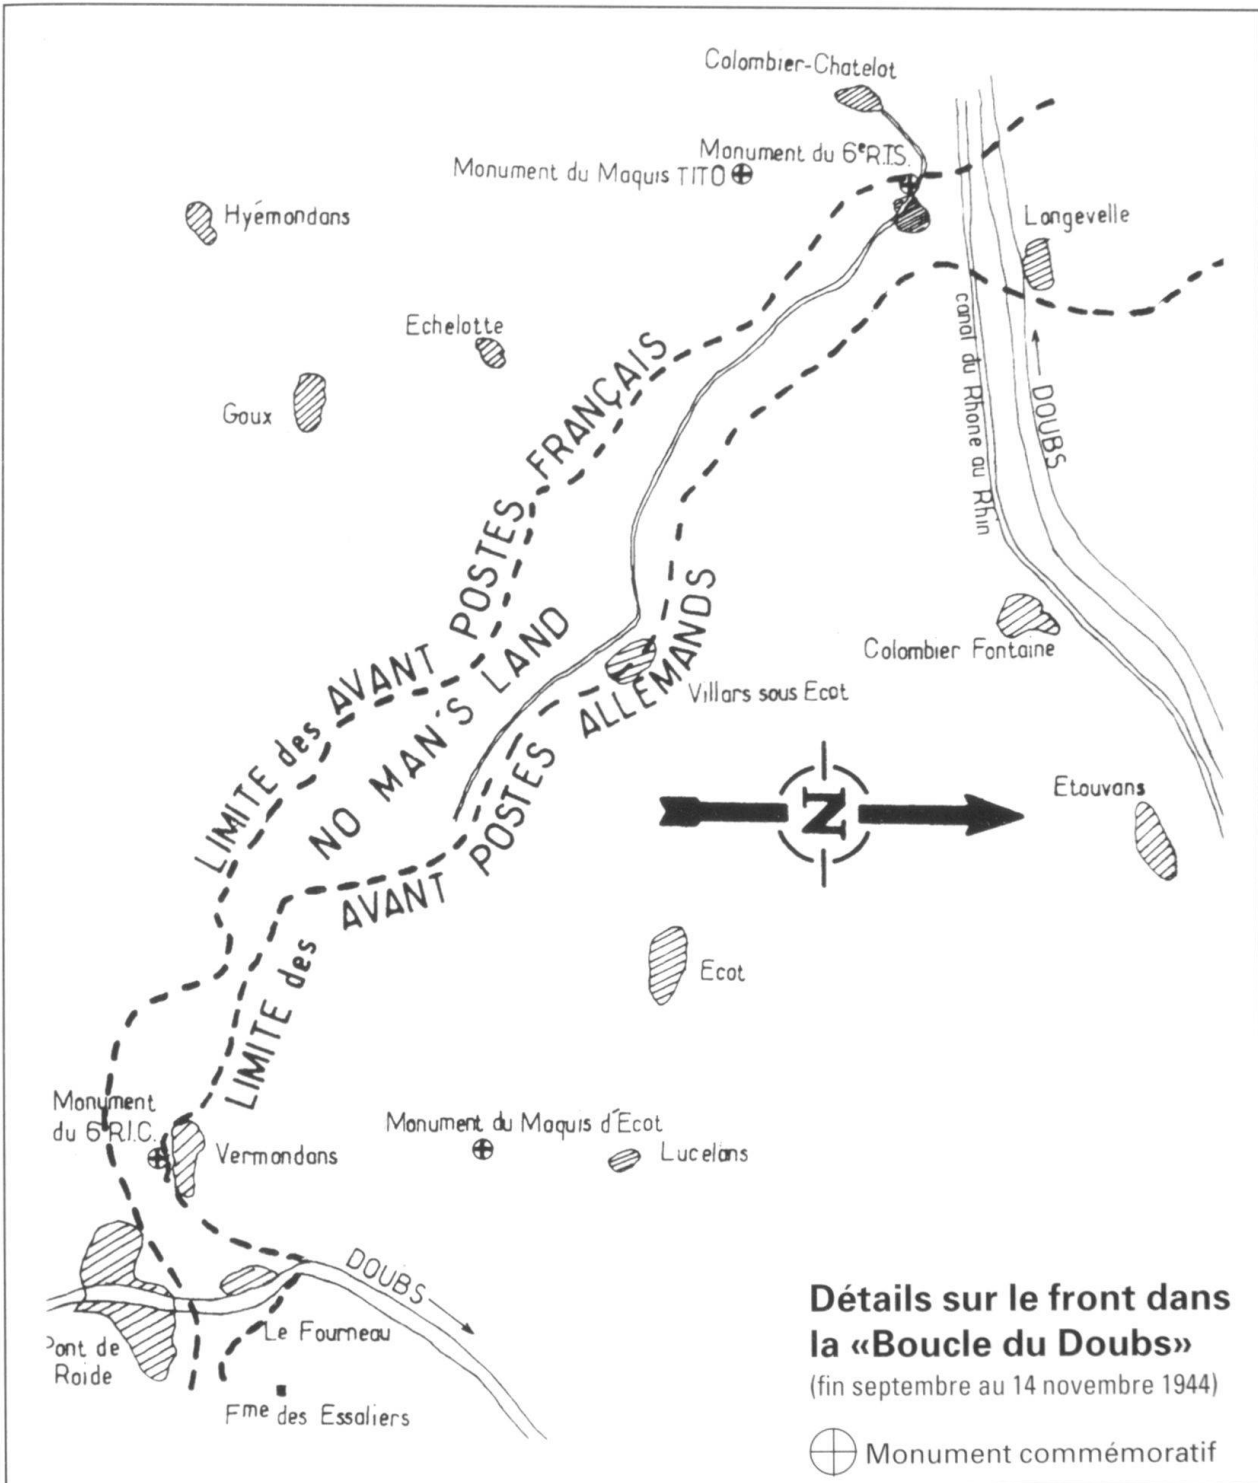 Colombier-Chatelot
Monument du 6e R.T.S.
Monument du Maquis TITO
Hyémondans
Longevelle
Echelotte
Goux
canal du Rhone au Rhin
DOUBS
LIMITE des AVANT POSTES FRANÇAIS
NO MAN'S LAND
LIMITE des AVANT POSTES ALLEMANDS
Colombier Fontaine
Villars sous Ecot
Etouvans
N
Ecot
Monument
du 6 R.I.C.
Vermondans
Monument du Maquis d'Ecot
Lucelans
DOUBS
Le Fourneau
Pont de
Roide
Fme des Essaliers
Détails sur le front dans
la «Boucle du Doubs»
(fin septembre au 14 novembre 1944)
Monument commémoratif